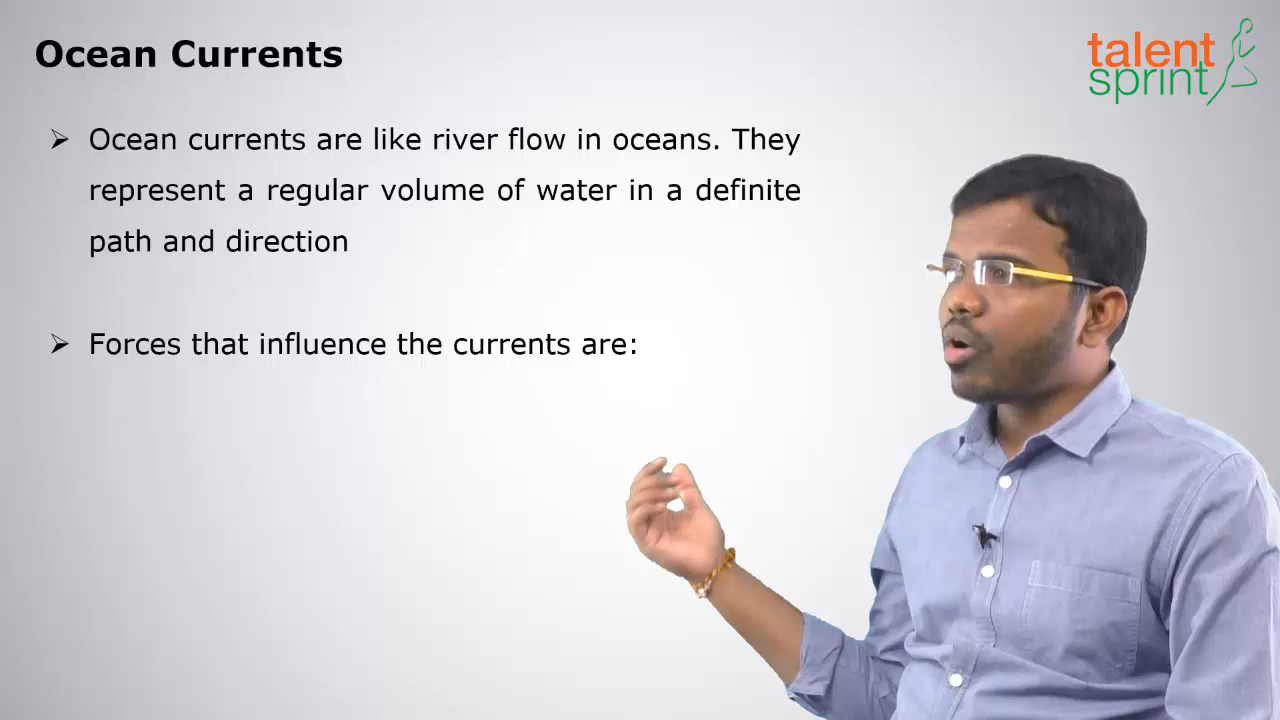 Ocean Currents
talent
sprint
➢ Ocean currents are like river flow in oceans. They
represent a regular volume of water in a definite
path and direction
➢ Forces that influence the currents are: